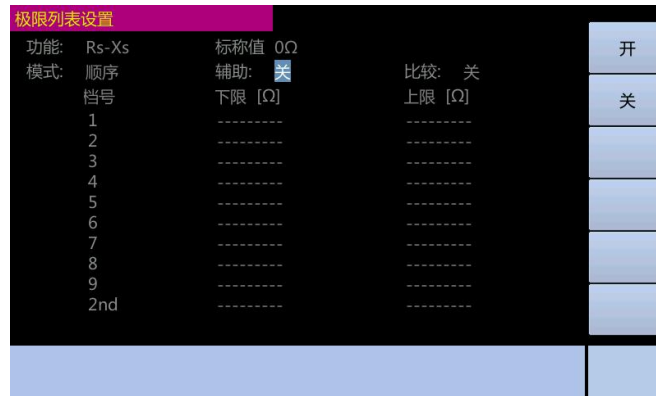 极限列表设置
功能: Rs-Xs 标称值 0Ω
模式: 顺序 辅助: 关 比较: 关
档号 下限 [Ω] 上限 [Ω]
1 --------- ---------
2 --------- ---------
3 --------- ---------
4 --------- ---------
5 --------- ---------
6 --------- ---------
7 --------- ---------
8 --------- ---------
9 --------- ---------
2nd --------- ---------
开
关